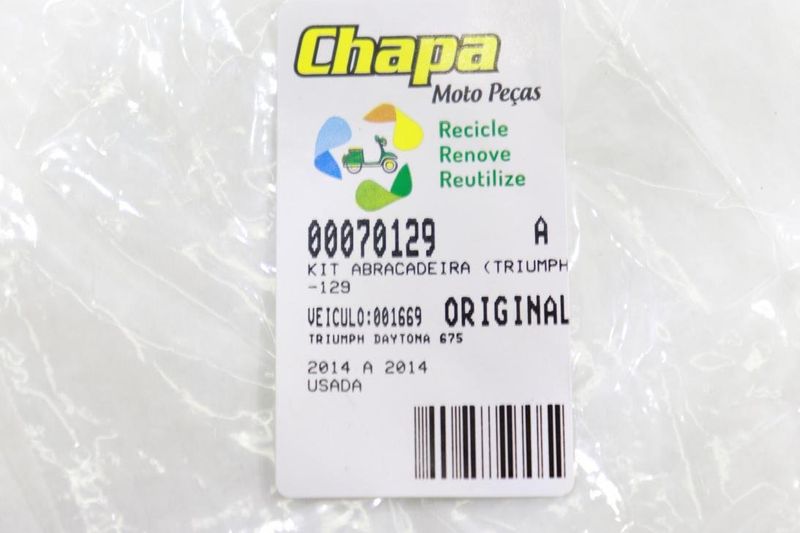 Chapa
Moto Peças
Recicle
Renove
Reutilize
00070129 A
KIT ABRACADEIRA (TRIUMPH
-129
VEICULO:001669 ORIGINAL
TRIUMPH DAYTONA 675
2014 A 2014
USADA